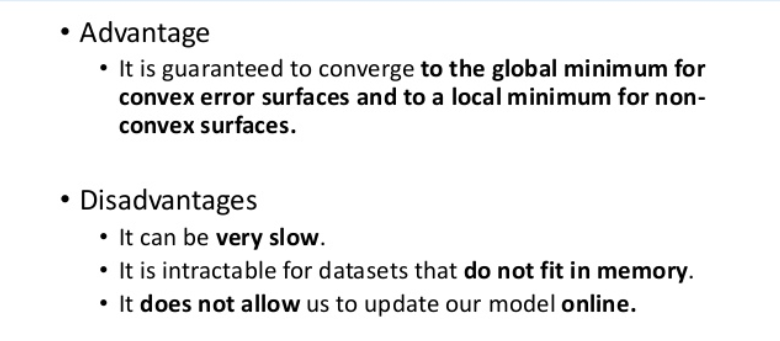 • Advantage
• It is guaranteed to converge to the global minimum for
convex error surfaces and to a local minimum for non-
convex surfaces.
• Disadvantages
• It can be very slow.
• It is intractable for datasets that do not fit in memory.
• It does not allow us to update our model online.